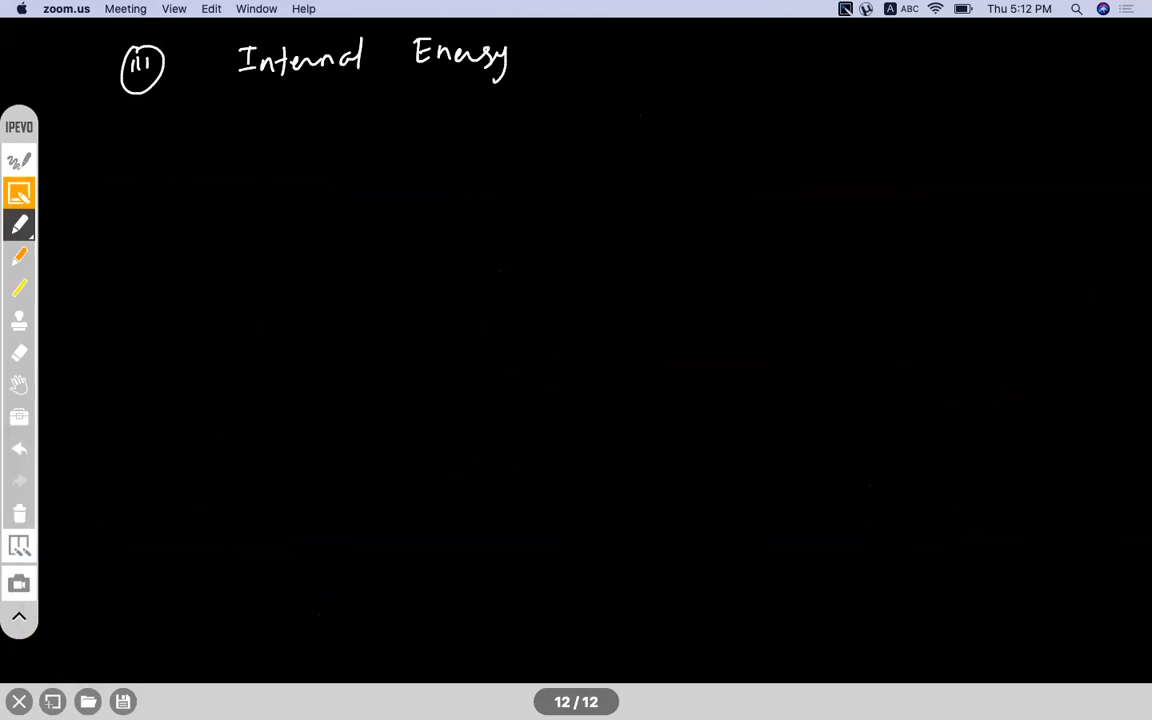 zoom.us Meeting View Edit Window Help A ABC Thu 5:12 PM
iii Internal Energy
IPEVO
12 / 12